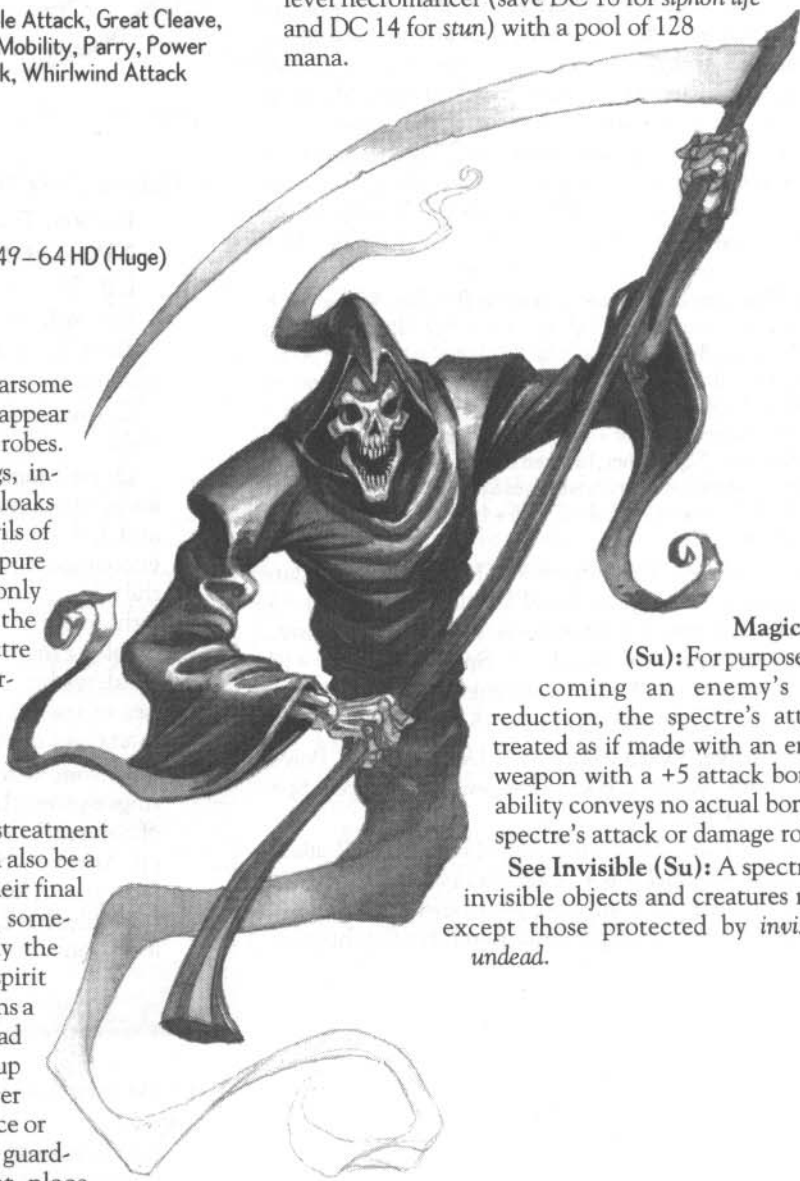 le Attack, Great Cleave,
Mobility, Parry, Power
k, Whirlwind Attack
49–64 HD (Huge)
arsome
appear
robes.
s, in-
loaks
ils of
pure
only
the
tre
r-
streatment
also be a
eir final
some-
y the
spirit
ns a
ad
up
er
ce or
guard-
level necromancer (save DC 16 for siphon life
and DC 14 for stun) with a pool of 128
mana.
Magic
(Su): For purpose
coming an enemy's
reduction, the spectre's att
treated as if made with an en
weapon with a +5 attack bon
ability conveys no actual bon
spectre's attack or damage ro
See Invisible (Su): A spectr
invisible objects and creatures n
except those protected by invis
undead.